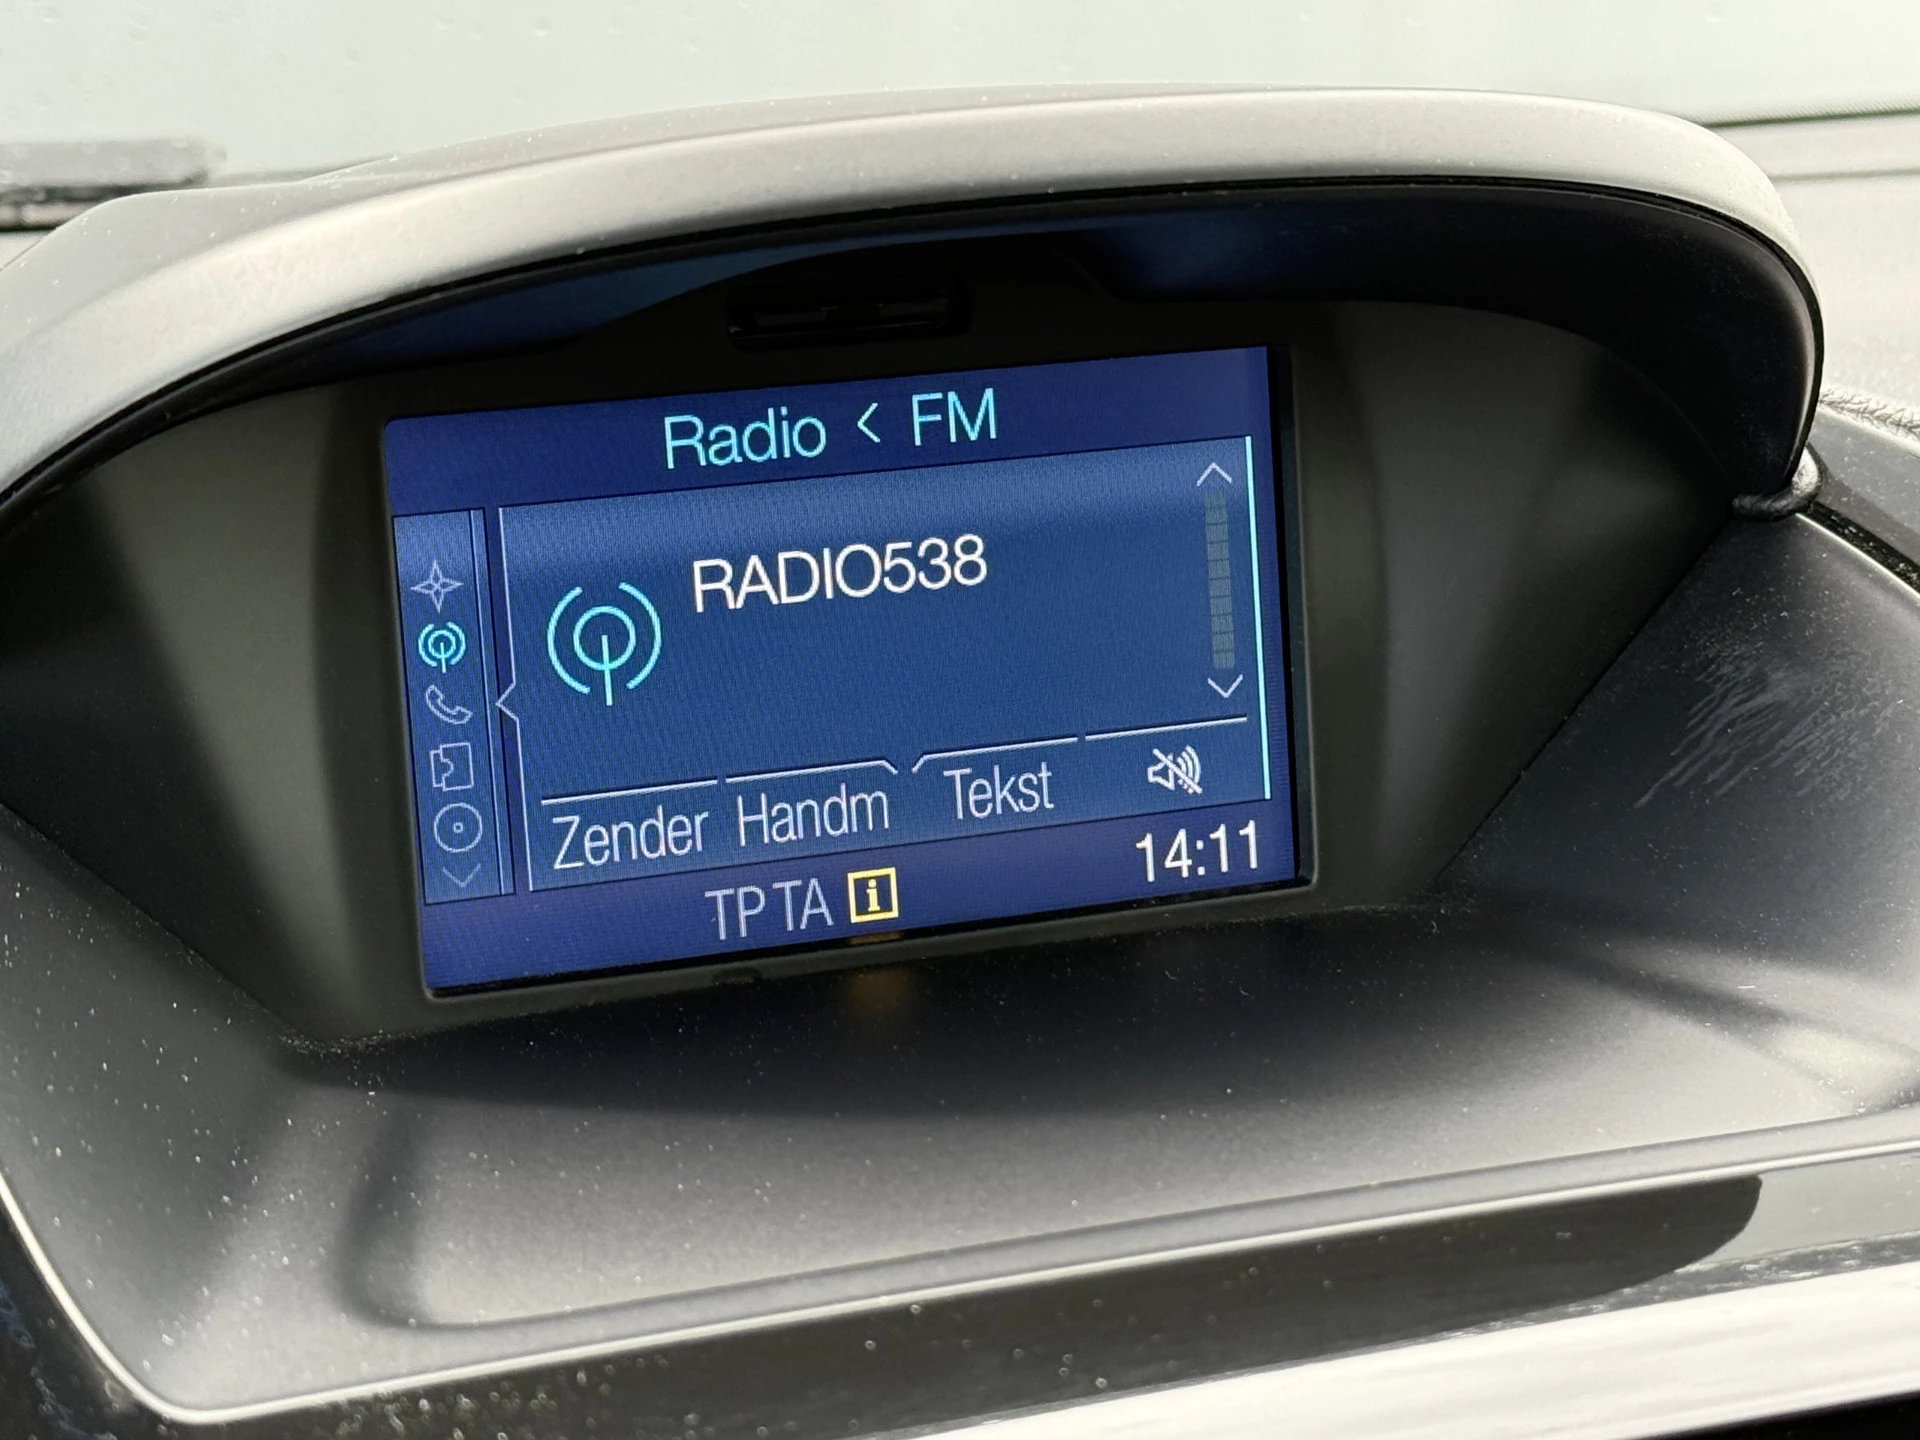 Radio < FM
RADIO538
Zender Handm Tekst
TP TA i 14:11